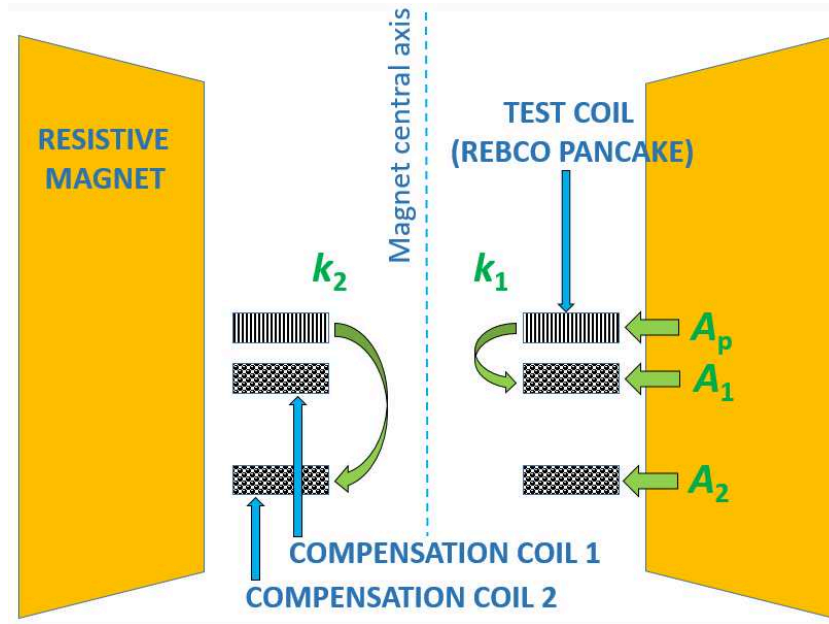 Magnet central axis
RESISTIVE
MAGNET
TEST COIL
(REBCO PANCAKE)
k2
k1
Ap
A1
A2
COMPENSATION COIL 1
COMPENSATION COIL 2